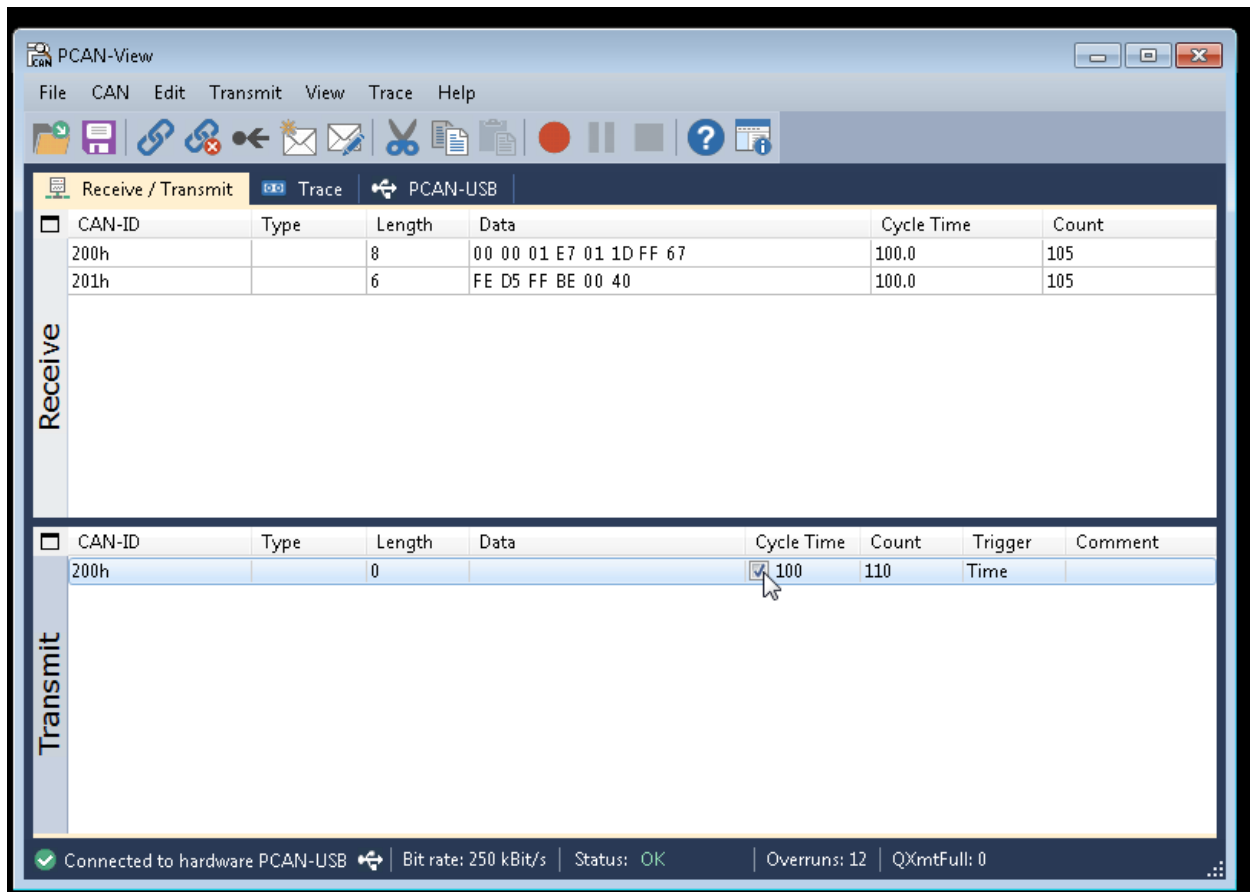 PCAN-View
File CAN Edit Transmit View Trace Help
Receive / Transmit Trace PCAN-USB
CAN-ID Type Length Data Cycle Time Count
200h 8 00 00 01 E7 01 1D FF 67 100.0 105
201h 6 FE D5 FF BE 00 40 100.0 105
Receive
CAN-ID Type Length Data Cycle Time Count Trigger Comment
200h 0 100 110 Time
Transmit
Connected to hardware PCAN-USB Bit rate: 250 kBit/s Status: OK Overruns: 12 QXmtFull: 0